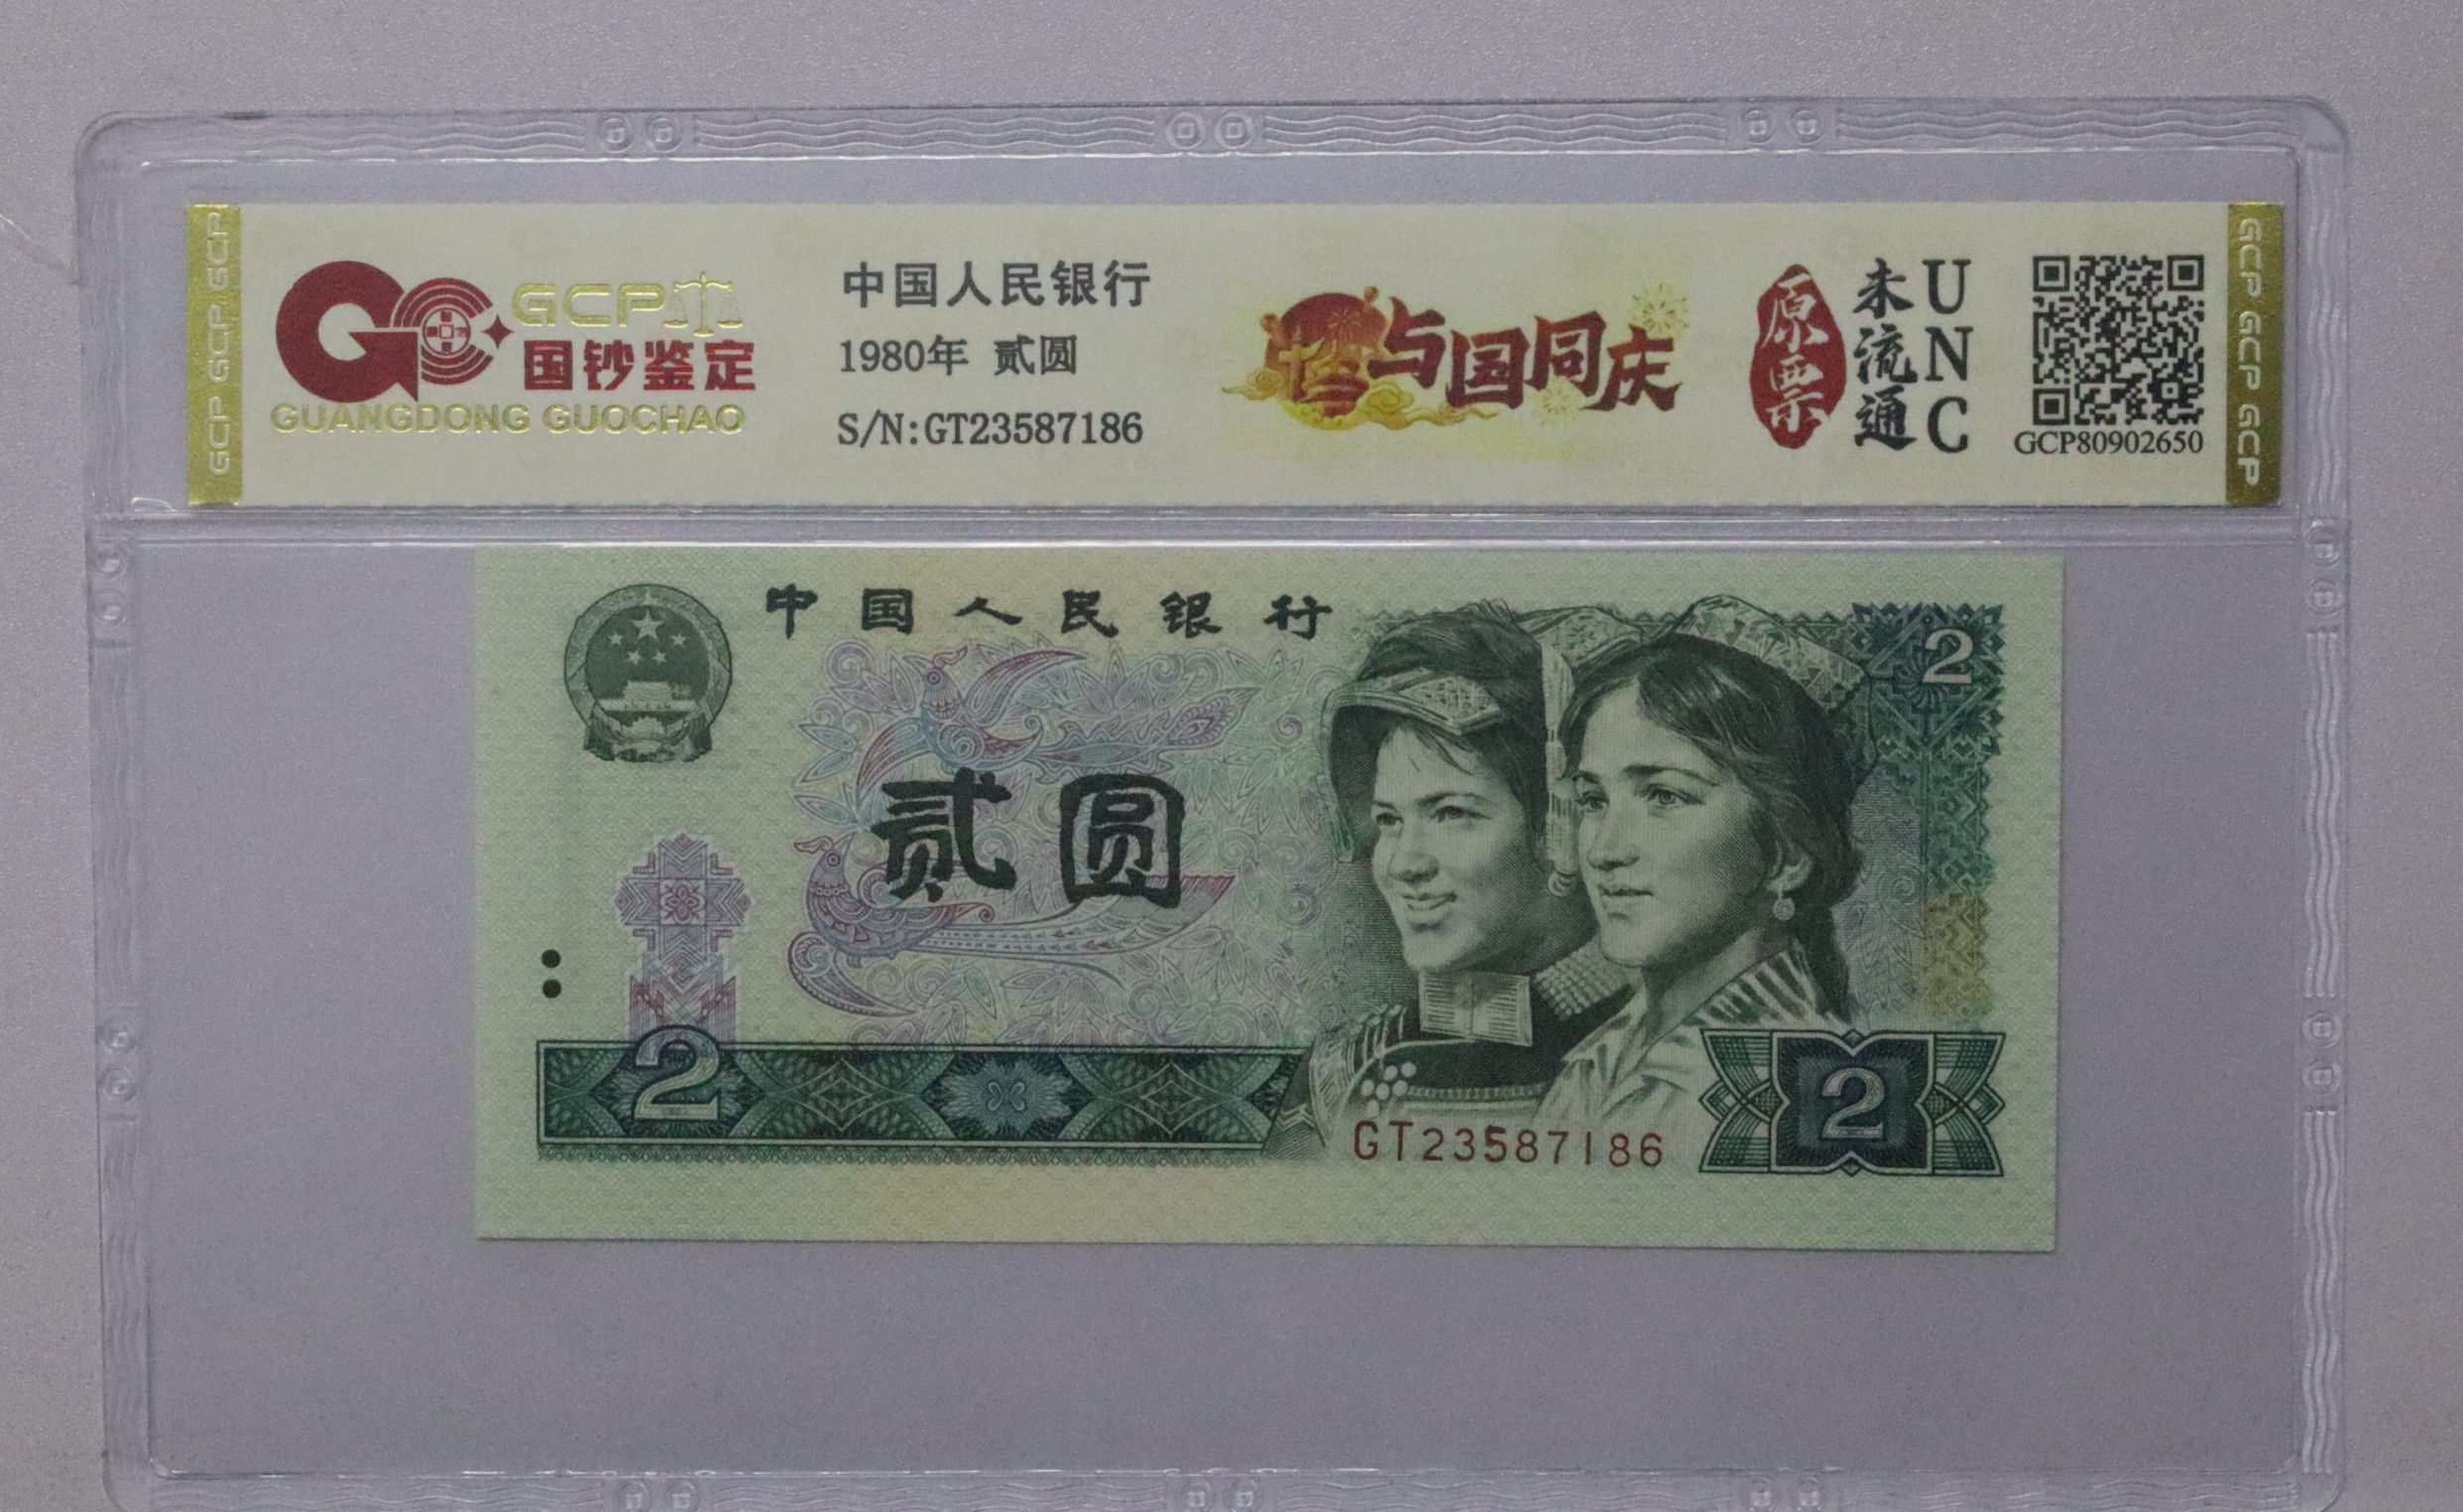 GCP GCP GCP
GCP
国钞鉴定
GUANGDONG GUOCHAO
中国人民银行
1980年 贰圆
S/N:GT23587186
与国同庆
原票
未流通
UNC
GCP80902650
GCP GCP GCP
中国人民银行
2
贰圆
2
GT23587186
2